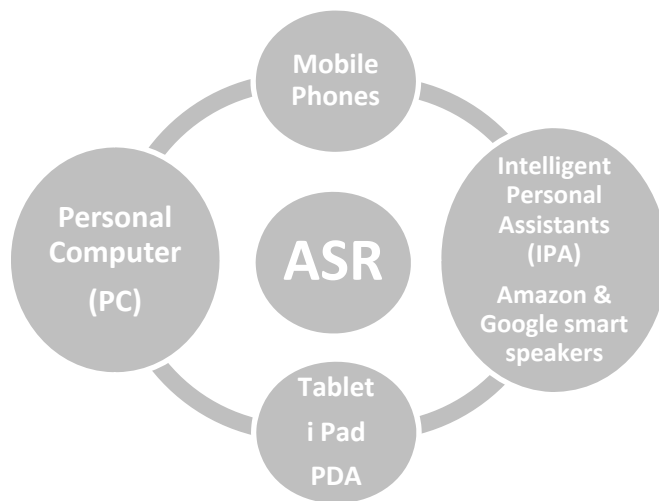 Mobile
Phones
Intelligent
Personal
Assistants
(IPA)
Amazon &
Google smart
speakers
Personal
Computer
(PC)
ASR
Tablet
i Pad
PDA